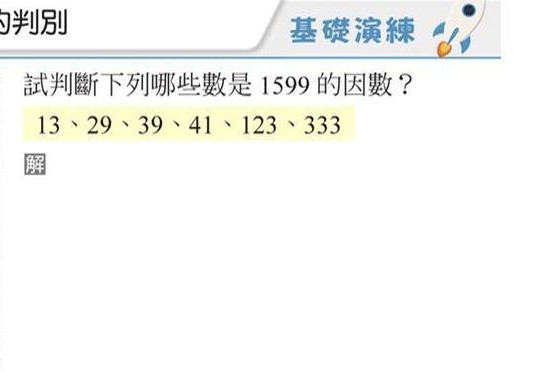 的判別
基礎演練
試判斷下列哪些數是 1599 的因數？
13、29、39、41、123、333
解